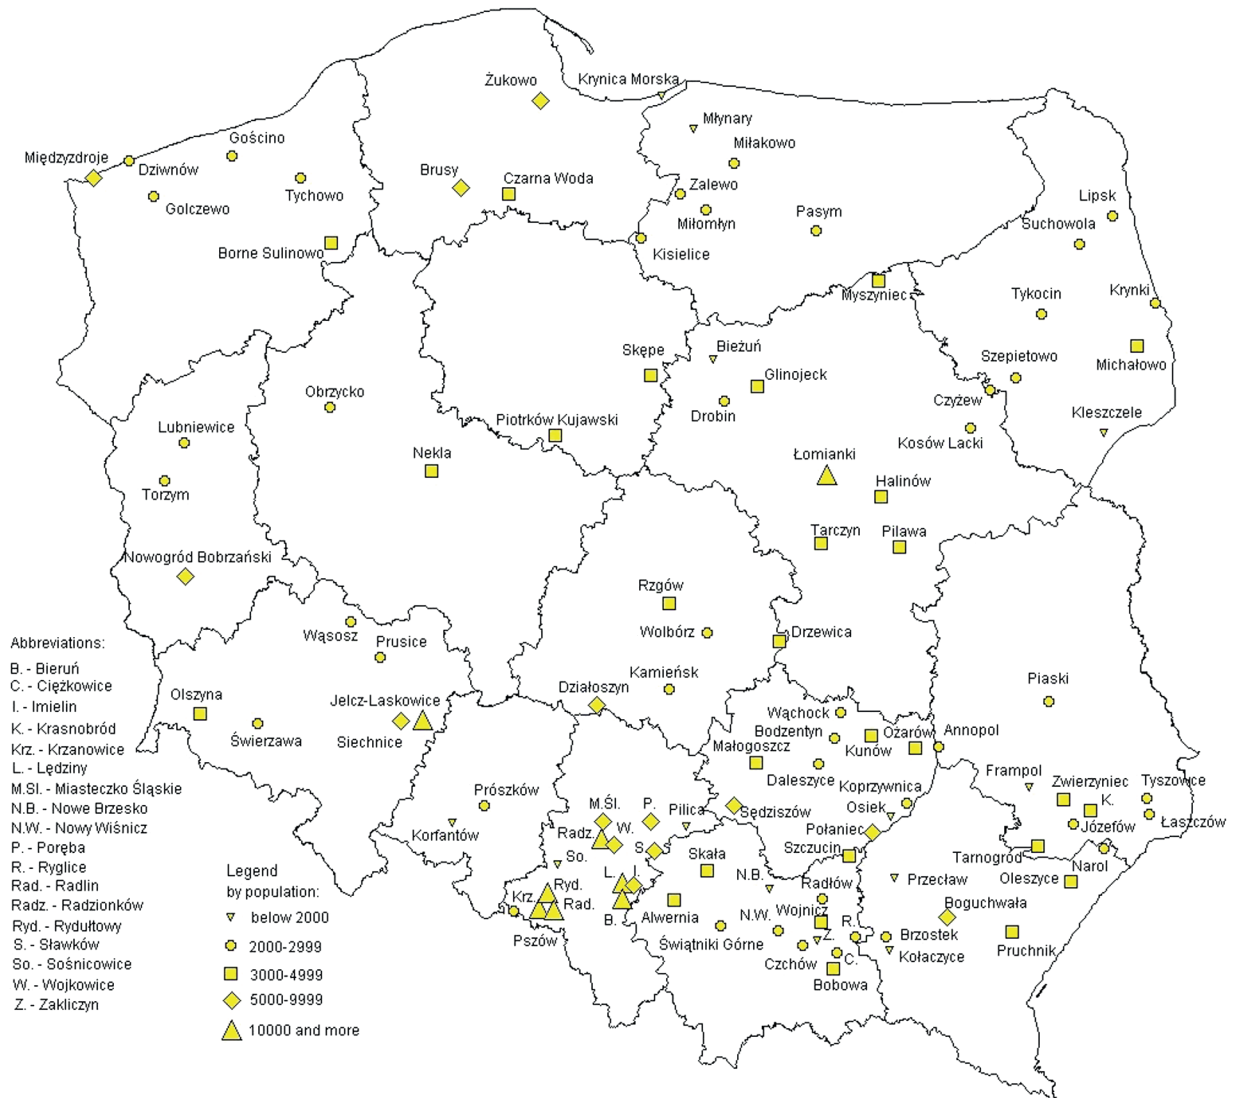 Żukowo
Krynica Morska
Młynary
Gościno
Miłakowo
Międzyzdroje
Dziwnów
Brusy
Czarna Woda
Tychowo
Zalewo
Lipsk
Golczewo
Miłomłyn
Pasym
Suchowola
Borne Sulinowo
Kisielice
Myszyniec
Tykocin
Krynki
Bieżuń
Skępe
Szepietowo
Michałowo
Glinojeck
Obrzycko
Drobin
Czyżew
Kleszczele
Piotrków Kujawski
Lubniewice
Kosów Lacki
Nekla
Łomianki
Halinów
Torzym
Tarczyn
Pilawa
Nowogród Bobrzański
Rzgów
Wąsosz
Wolbórz
Drzewica
Prusice
Kamieńsk
Piaski
Działoszyn
Olszyna
Jelcz-Laskowice
Wąchock
Bodzentyn
Ożarów
Annopol
Świerzawa
Siechnice
Małogoszcz
Kunów
Daleszyce
Frampol
Zwierzyniec
Tyszowce
Prószków
Koprzywnica
K.
M.Śl.
P.
Pilica
Sędziszów
Osiek
Łaszczów
Korfantów
Radz.
W.
Połaniec
Józefów
S.
Szczucin
So.
Skała
Tarnogród
Narol
L.
I.
N.B.
Radłów
Przecław
Oleszyce
Krz.
Ryd.
Rad.
B.
Alwernia
N.W.
Wojnicz
R.
Boguchwała
Pszów
Świątniki Górne
Z.
Brzostek
Pruchnik
Czchów
C.
Kołaczyce
Bobowa
Abbreviations:
B. - Bieruń
C. - Ciężkowice
I. - Imielin
K. - Krasnobród
Krz. - Krzanowice
L. - Lędziny
M.Śl. - Miasteczko Śląskie
N.B. - Nowe Brzesko
N.W. - Nowy Wiśnicz
P. - Poręba
R. - Ryglice
Rad. - Radlin
Radz. - Radzionków
Ryd. - Rydułtowy
S. - Sławków
So. - Sośnicowice
W. - Wojkowice
Z. - Zakliczyn
Legend
by population:
below 2000
2000-2999
3000-4999
5000-9999
10000 and more